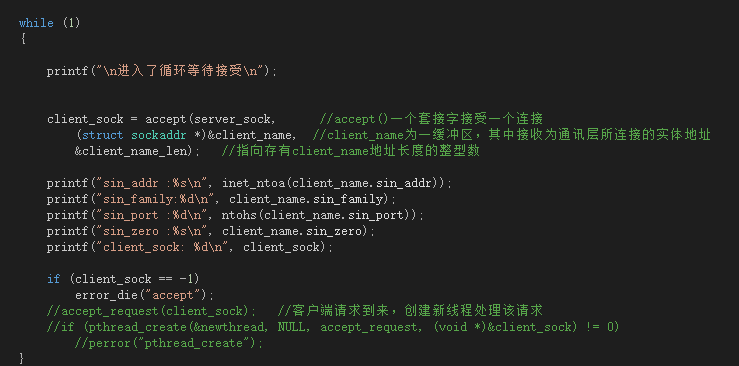 while (1)
{
printf("\n进入了循环等待接受\n");
client_sock = accept(server_sock, //accept()一个套接字接受一个连接
(struct sockaddr *)&client_name, //client_name为一缓冲区，其中接收为通讯层所连接的实体地址
&client_name_len); //指向存有client_name地址长度的整型数
printf("sin_addr :%s\n", inet_ntoa(client_name.sin_addr));
printf("sin_family:%d\n", client_name.sin_family);
printf("sin_port :%d\n", ntohs(client_name.sin_port));
printf("sin_zero :%s\n", client_name.sin_zero);
printf("client_sock: %d\n", client_sock);
if (client_sock == -1)
error_die("accept");
//accept_request(client_sock); //客户端请求到来，创建新线程处理该请求
//if (pthread_create(&newthread, NULL, accept_request, (void *)&client_sock) != 0)
//perror("pthread_create");
}